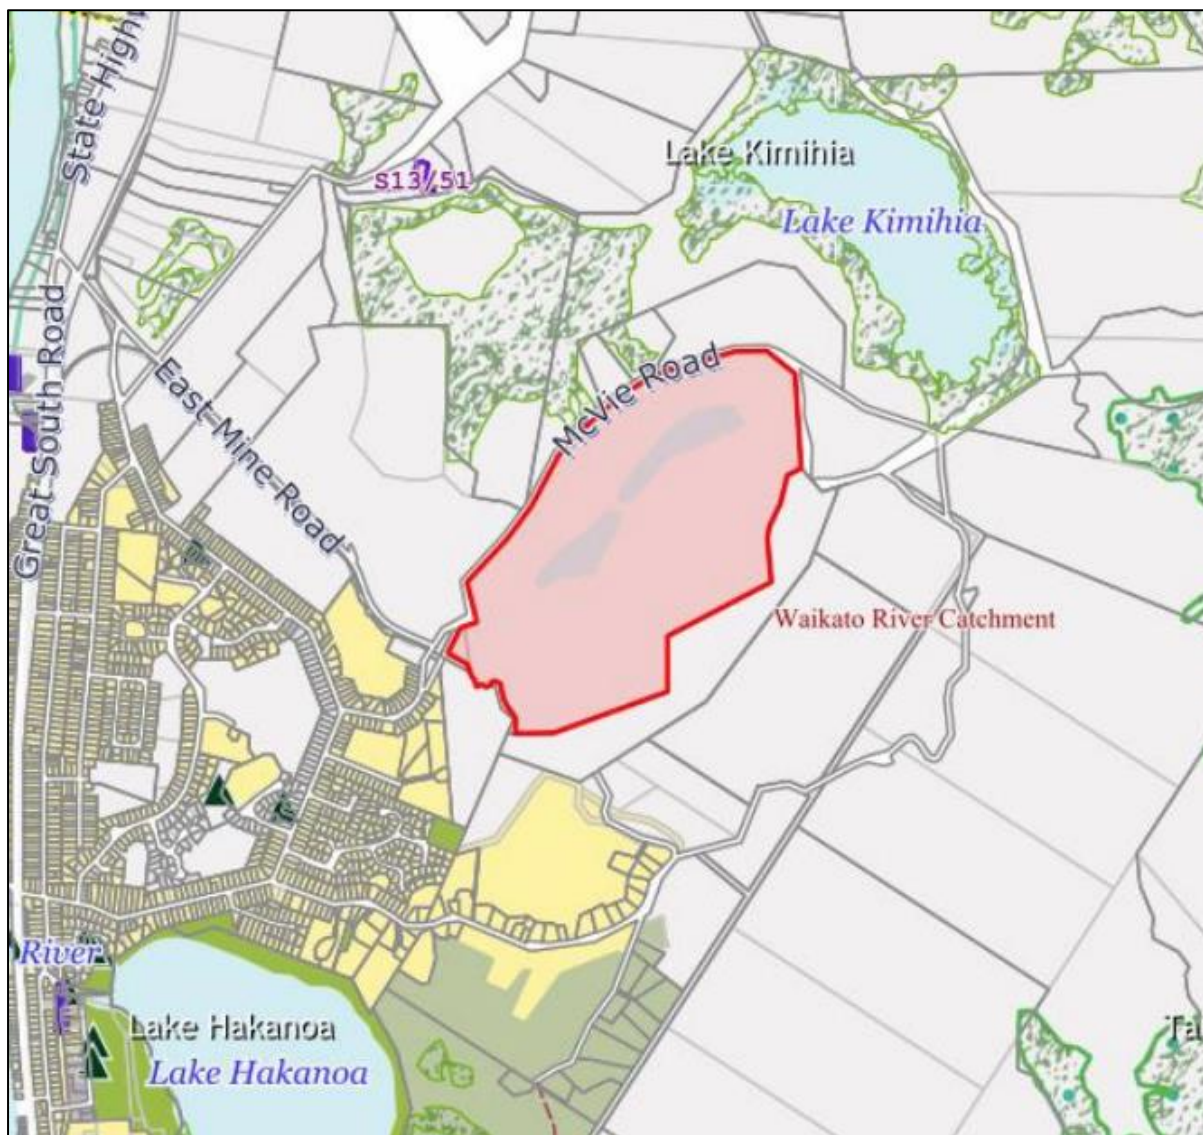 State High
Lake Kimihia
S13/51
Lake Kimihia
Great South Road
East Mine Road
McVie Road
Waikato River Catchment
River
Lake Hakanoa
Lake Hakanoa
Ta